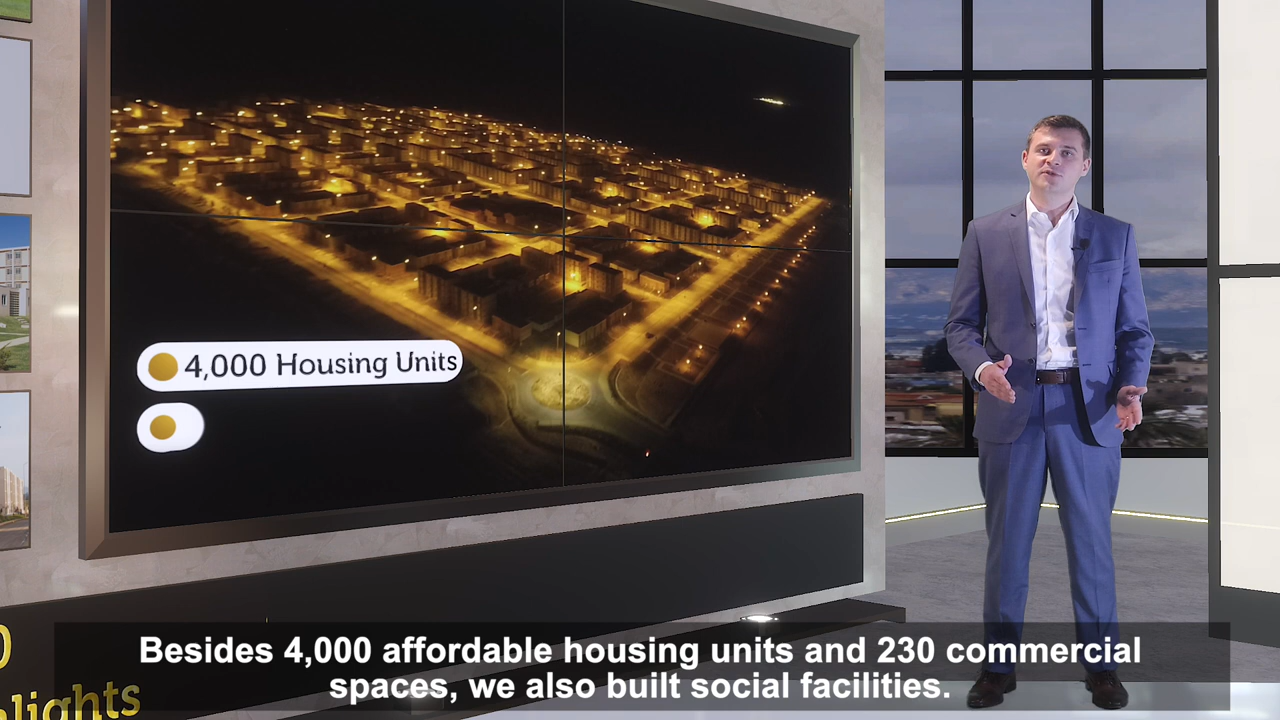 4,000 Housing Units
Besides 4,000 affordable housing units and 230 commercial
spaces, we also built social facilities.